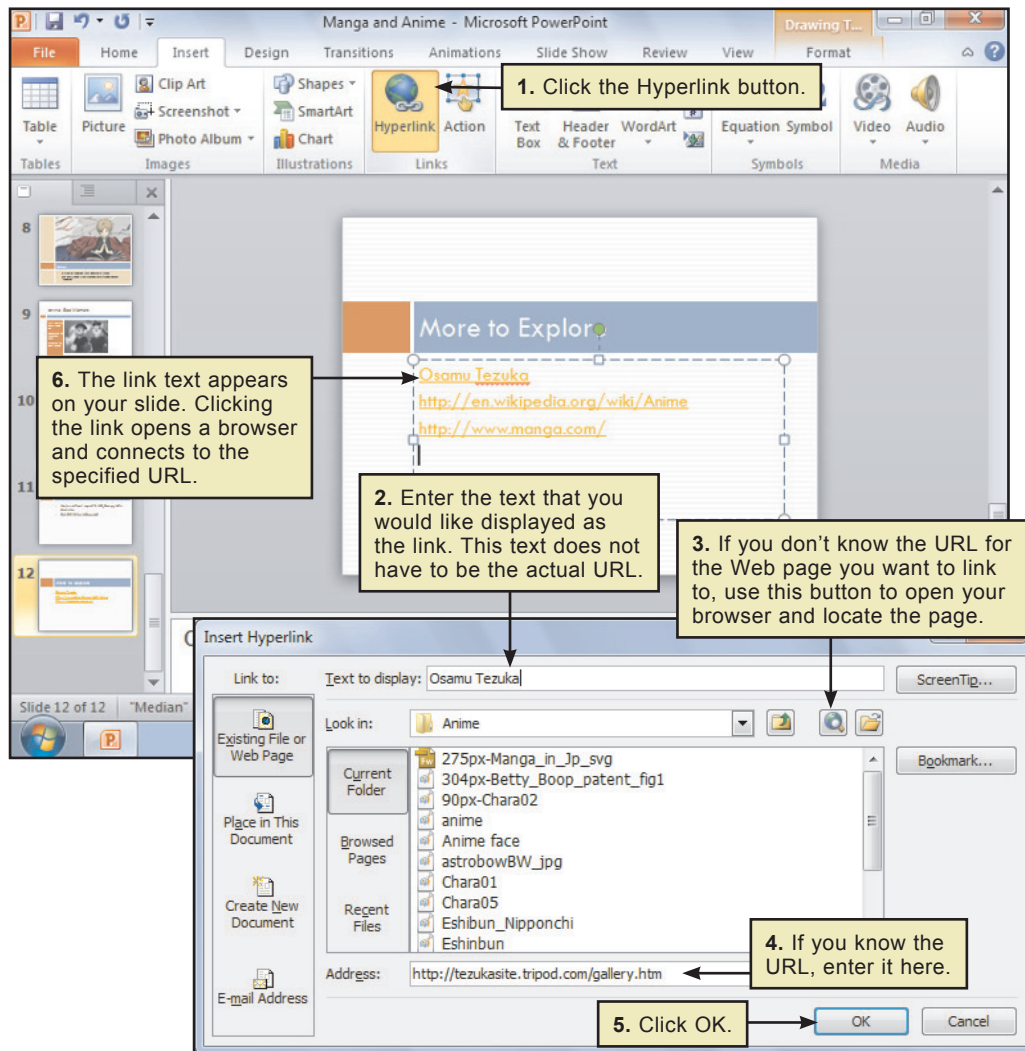 Manga and Anime - Microsoft PowerPoint
Drawing T...
File Home Insert Design Transitions Animations Slide Show Review View Format
Table
Tables
Picture
Clip Art
Screenshot
Photo Album
Images
Shapes
SmartArt
Chart
Illustrations
Hyperlink Action
Links
1. Click the Hyperlink button.
Text Box
Header & Footer
WordArt
Text
Equation Symbol
Symbols
Video Audio
Media
8
9
10
11
12
More to Explore
Osamu Tezuka
http://en.wikipedia.org/wiki/Anime
http://www.manga.com/
6. The link text appears
on your slide. Clicking
the link opens a browser
and connects to the
specified URL.
2. Enter the text that you
would like displayed as
the link. This text does not
have to be the actual URL.
3. If you don’t know the URL for
the Web page you want to link
to, use this button to open your
browser and locate the page.
Slide 12 of 12 "Median"
Insert Hyperlink
Link to:
Text to display: Osamu Tezuka
ScreenTip...
Existing File or
Web Page
Look in: Anime
Bookmark...
Place in This
Document
Create New
Document
E-mail Address
Current
Folder
Browsed
Pages
Recent
Files
275px-Manga_in_Jp_svg
304px-Betty_Boop_patent_fig1
90px-Chara02
anime
Anime face
astrobowBW_jpg
Chara01
Chara05
Eshibun_Nipponchi
Eshinbun
Address: http://tezukasite.tripod.com/gallery.htm
4. If you know the
URL, enter it here.
5. Click OK.
OK Cancel